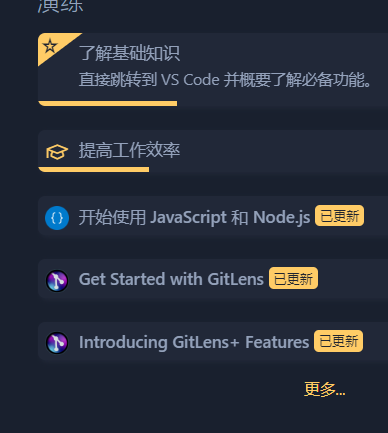 演练
了解基础知识
直接跳转到 VS Code 并概要了解必备功能。
提高工作效率
开始使用 JavaScript 和 Node.js 已更新
Get Started with GitLens 已更新
Introducing GitLens+ Features 已更新
更多...